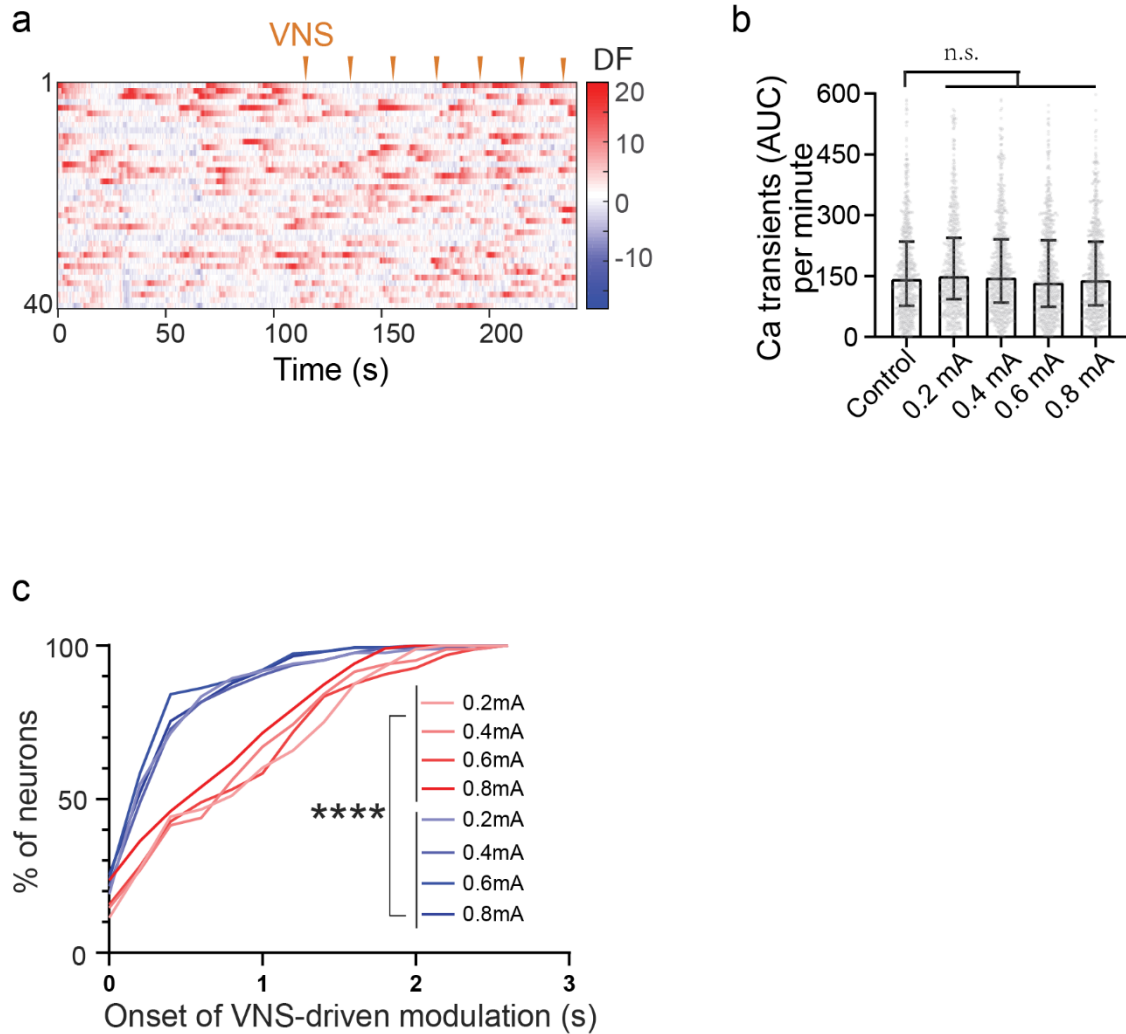 a
VNS
DF
1
40
20
10
0
-10
0 50 100 150 200
Time (s)
b
n.s.
Ca transients (AUC)
per minute
600
450
300
150
0
Control
0.2 mA
0.4 mA
0.6 mA
0.8 mA
c
% of neurons
100
50
0
0 1 2 3
Onset of VNS-driven modulation (s)
****
0.2mA
0.4mA
0.6mA
0.8mA
0.2mA
0.4mA
0.6mA
0.8mA